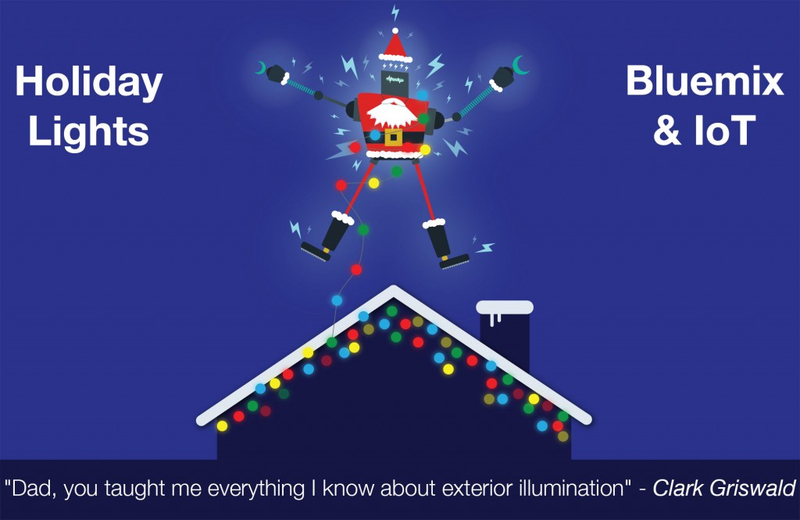 Holiday
Lights
Bluemix
& IoT
"Dad, you taught me everything I know about exterior illumination" - Clark Griswald